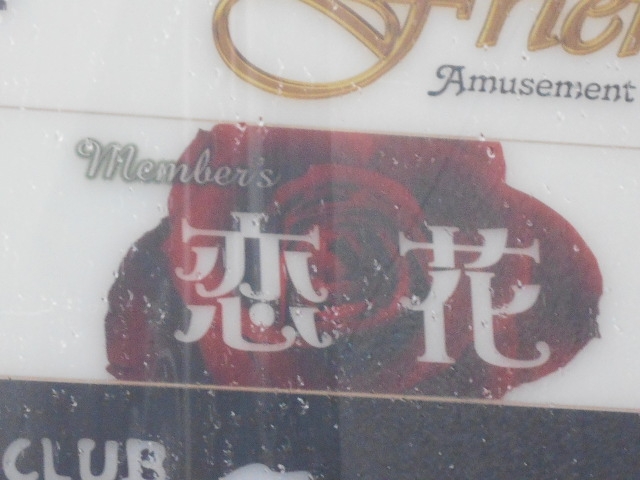 Amusement
Member's
恋花
CLUB